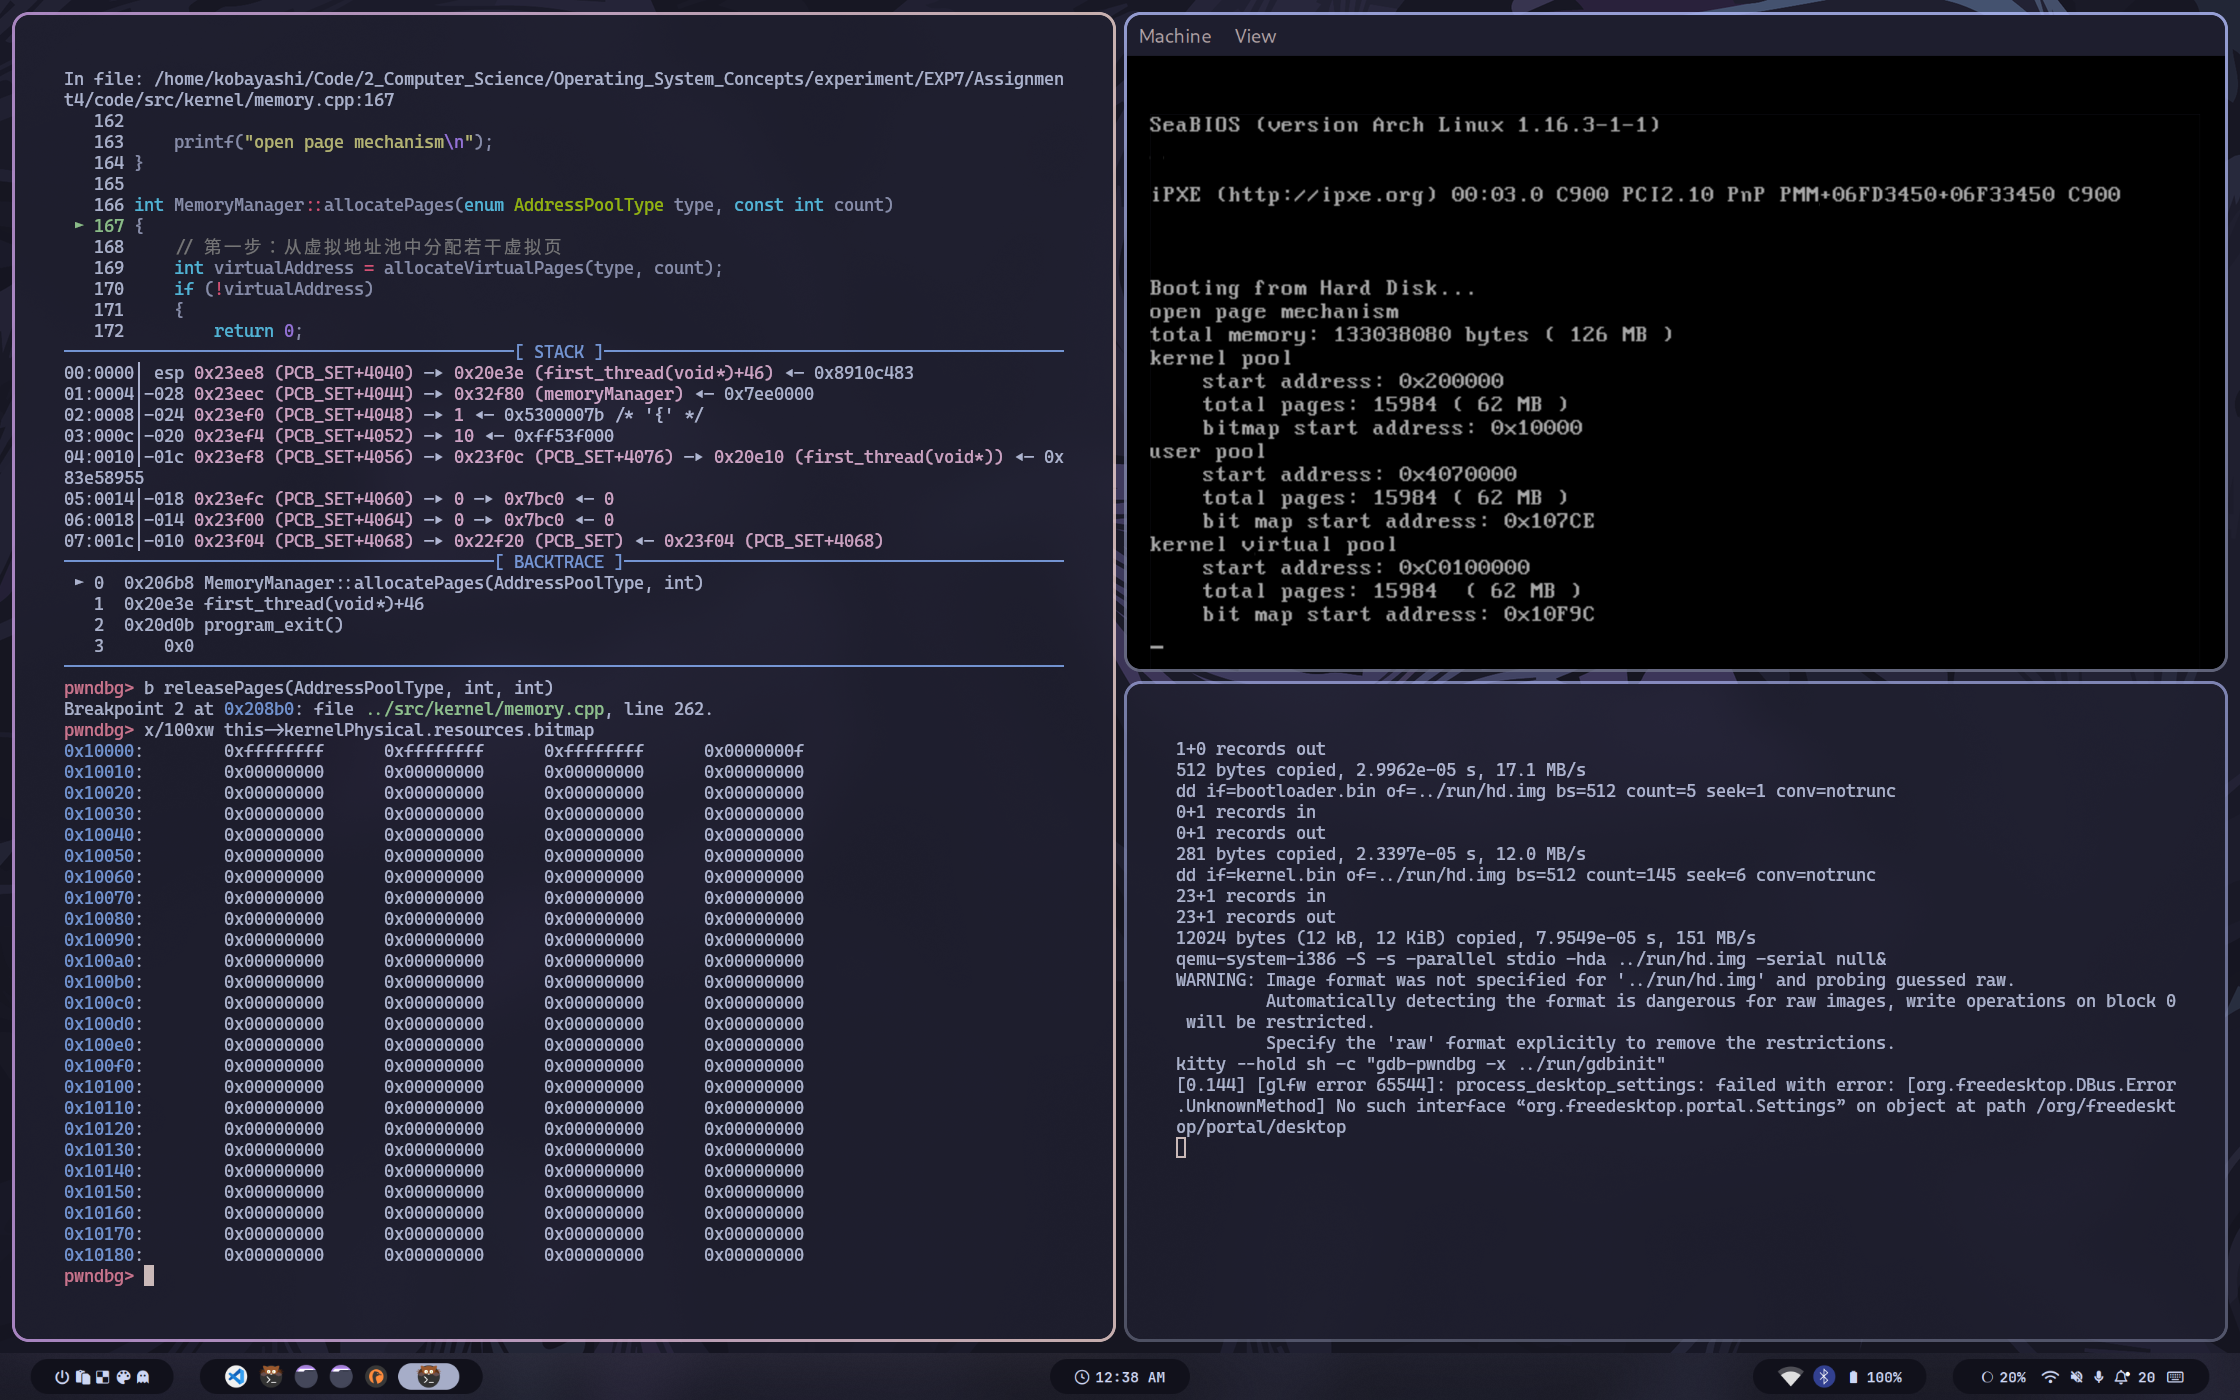 In file: /home/kobayashi/Code/2_Computer_Science/Operating_System_Concepts/experiment/EXP7/Assignmen
t4/code/src/kernel/memory.cpp:167
162
163     printf("open page mechanism\n");
164 }
165
166 int MemoryManager::allocatePages(enum AddressPoolType type, const int count)
► 167 {
168     // 第一步：从虚拟地址池中分配若干虚拟页
169     int virtualAddress = allocateVirtualPages(type, count);
170     if (!virtualAddress)
171     {
172         return 0;
[ STACK ]
00:0000│ esp 0x23ee8 (PCB_SET+4040) —▸ 0x20e3e (first_thread(void*)+46) ◂— 0x8910c483
01:0004│-028 0x23eec (PCB_SET+4044) —▸ 0x32f80 (memoryManager) ◂— 0x7ee0000
02:0008│-024 0x23ef0 (PCB_SET+4048) —▸ 1 ◂— 0x5300007b /* '{' */
03:000c│-020 0x23ef4 (PCB_SET+4052) —▸ 10 ◂— 0xff53f000
04:0010│-01c 0x23ef8 (PCB_SET+4056) —▸ 0x23f0c (PCB_SET+4076) —▸ 0x20e10 (first_thread(void*)) ◂— 0x
83e58955
05:0014│-018 0x23efc (PCB_SET+4060) —▸ 0 —▸ 0x7bc0 ◂— 0
06:0018│-014 0x23f00 (PCB_SET+4064) —▸ 0 —▸ 0x7bc0 ◂— 0
07:001c│-010 0x23f04 (PCB_SET+4068) —▸ 0x22f20 (PCB_SET) ◂— 0x23f04 (PCB_SET+4068)
[ BACKTRACE ]
► 0  0x206b8 MemoryManager::allocatePages(AddressPoolType, int)
1  0x20e3e first_thread(void*)+46
2  0x20d0b program_exit()
3      0x0
pwndbg> b releasePages(AddressPoolType, int, int)
Breakpoint 2 at 0x208b0: file ../src/kernel/memory.cpp, line 262.
pwndbg> x/100xw this->kernelPhysical.resources.bitmap
0x10000:        0xffffffff      0xffffffff      0xffffffff      0x0000000f
0x10010:        0x00000000      0x00000000      0x00000000      0x00000000
0x10020:        0x00000000      0x00000000      0x00000000      0x00000000
0x10030:        0x00000000      0x00000000      0x00000000      0x00000000
0x10040:        0x00000000      0x00000000      0x00000000      0x00000000
0x10050:        0x00000000      0x00000000      0x00000000      0x00000000
0x10060:        0x00000000      0x00000000      0x00000000      0x00000000
0x10070:        0x00000000      0x00000000      0x00000000      0x00000000
0x10080:        0x00000000      0x00000000      0x00000000      0x00000000
0x10090:        0x00000000      0x00000000      0x00000000      0x00000000
0x100a0:        0x00000000      0x00000000      0x00000000      0x00000000
0x100b0:        0x00000000      0x00000000      0x00000000      0x00000000
0x100c0:        0x00000000      0x00000000      0x00000000      0x00000000
0x100d0:        0x00000000      0x00000000      0x00000000      0x00000000
0x100e0:        0x00000000      0x00000000      0x00000000      0x00000000
0x100f0:        0x00000000      0x00000000      0x00000000      0x00000000
0x10100:        0x00000000      0x00000000      0x00000000      0x00000000
0x10110:        0x00000000      0x00000000      0x00000000      0x00000000
0x10120:        0x00000000      0x00000000      0x00000000      0x00000000
0x10130:        0x00000000      0x00000000      0x00000000      0x00000000
0x10140:        0x00000000      0x00000000      0x00000000      0x00000000
0x10150:        0x00000000      0x00000000      0x00000000      0x00000000
0x10160:        0x00000000      0x00000000      0x00000000      0x00000000
0x10170:        0x00000000      0x00000000      0x00000000      0x00000000
0x10180:        0x00000000      0x00000000      0x00000000      0x00000000
pwndbg>
Machine View
SeaBIOS (version Arch Linux 1.16.3-1-1)
iPXE (http://ipxe.org) 00:03.0 C900 PCI2.10 PnP PMM+06FD3450+06F33450 C900
Booting from Hard Disk...
open page mechanism
total memory: 133038080 bytes ( 126 MB )
kernel pool
    start address: 0x200000
    total pages: 15984 ( 62 MB )
    bitmap start address: 0x10000
user pool
    start address: 0x4070000
    total pages: 15984 ( 62 MB )
    bit map start address: 0x107CE
kernel virtual pool
    start address: 0xC0100000
    total pages: 15984  ( 62 MB )
    bit map start address: 0x10F9C
1+0 records out
512 bytes copied, 2.9962e-05 s, 17.1 MB/s
dd if=bootloader.bin of=../run/hd.img bs=512 count=5 seek=1 conv=notrunc
0+1 records in
0+1 records out
281 bytes copied, 2.3397e-05 s, 12.0 MB/s
dd if=kernel.bin of=../run/hd.img bs=512 count=145 seek=6 conv=notrunc
23+1 records in
23+1 records out
12024 bytes (12 kB, 12 KiB) copied, 7.9549e-05 s, 151 MB/s
qemu-system-i386 -S -s -parallel stdio -hda ../run/hd.img -serial null&
WARNING: Image format was not specified for '../run/hd.img' and probing guessed raw.
         Automatically detecting the format is dangerous for raw images, write operations on block 0
 will be restricted.
         Specify the 'raw' format explicitly to remove the restrictions.
kitty --hold sh -c "gdb-pwndbg -x ../run/gdbinit"
[0.144] [glfw error 65544]: process_desktop_settings: failed with error: [org.freedesktop.DBus.Error
.UnknownMethod] No such interface “org.freedesktop.portal.Settings” on object at path /org/freedeskt
op/portal/desktop
12:38 AM
100%
20%
20